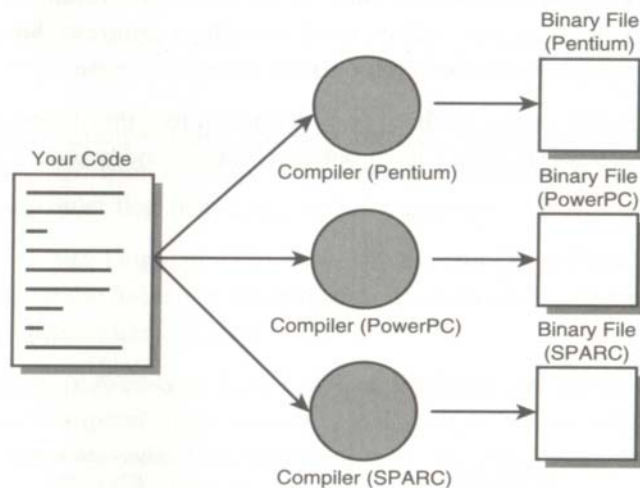 Binary File
(Pentium)
Compiler (Pentium)
Your Code
Binary File
(PowerPC)
Compiler (PowerPC)
Binary File
(SPARC)
Compiler (SPARC)